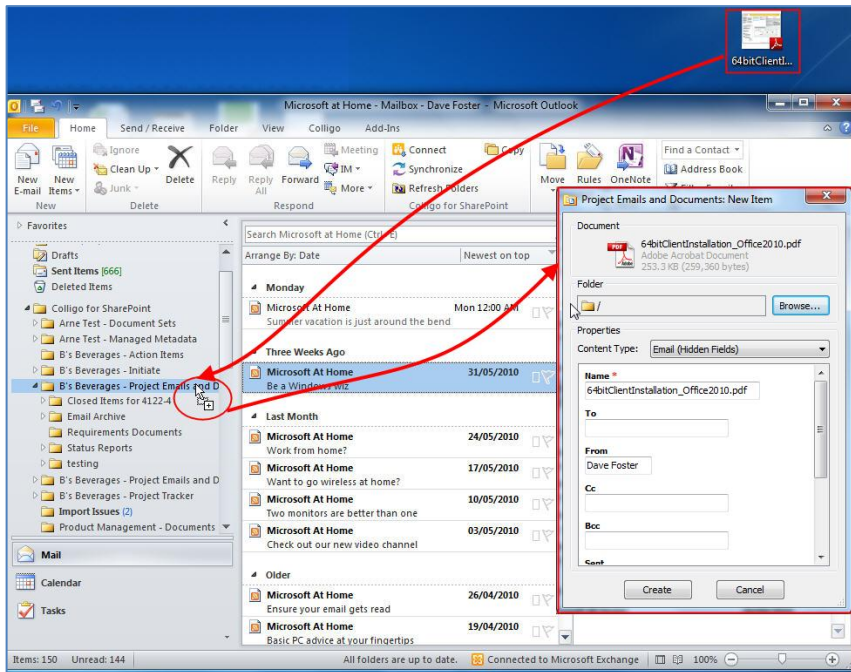 64bitClientI...
Microsoft at Home - Mailbox - Dave Foster - Microsoft Outlook
File Home Send / Receive Folder View Colligo Add-Ins
New E-mail
New Items
Ignore
Clean Up
Junk
Delete
Reply
Reply All
Forward
Meeting
IM
More
Connect
Synchronize
Refresh Folders
Copy
Move
Rules
OneNote
Find a Contact
Address Book
New Delete Respond Colligo for SharePoint
Favorites
Drafts
Sent Items [666]
Deleted Items
Colligo for SharePoint
Arne Test - Document Sets
Arne Test - Managed Metadata
B's Beverages - Action Items
B's Beverages - Initiate
B's Beverages - Project Emails and D
Closed Items for 4122-4
Email Archive
Requirements Documents
Status Reports
testing
B's Beverages - Project Emails and D
B's Beverages - Project Tracker
Import Issues (2)
Product Management - Documents
Mail
Calendar
Tasks
Search Microsoft at Home (Ctrl+E)
Arrange By: Date Newest on top
Monday
Microsoft At Home Mon 12:00 AM
Summer vacation is just around the bend
Three Weeks Ago
Microsoft At Home 31/05/2010
Be a Windows wiz
Last Month
Microsoft At Home 24/05/2010
Work from home?
Microsoft At Home 17/05/2010
Want to go wireless at home?
Microsoft At Home 10/05/2010
Two monitors are better than one
Microsoft At Home 03/05/2010
Check out our new video channel
Older
Microsoft At Home 26/04/2010
Ensure your email gets read
Microsoft At Home 19/04/2010
Basic PC advice at your fingertips
Project Emails and Documents: New Item
Document
PDF
64bitClientInstallation_Office2010.pdf
Adobe Acrobat Document
253.3 KB (259,360 bytes)
Folder
/
Browse...
Properties
Content Type: Email (Hidden Fields)
Name *
64bitClientInstallation_Office2010.pdf
To
From
Dave Foster
Cc
Bcc
Sent
Create Cancel
Items: 150 Unread: 144 All folders are up to date. Connected to Microsoft Exchange 100%